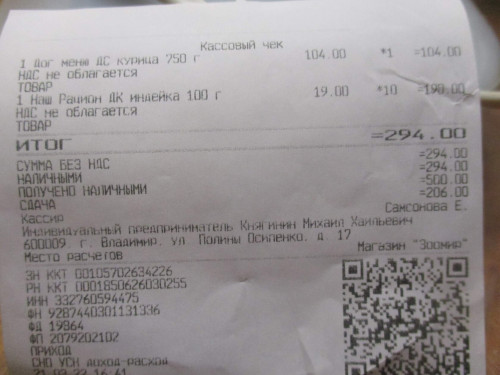 Кассовый чек
1 Дог меню ДС курица 750 г 104.00 *1 =104.00
НДС не облагается
ТОВАР
1 Наш Рацион ДК индейка 100 г 19.00 *10 =190.00
НДС не облагается
ТОВАР
ИТОГ =294.00
СУММА БЕЗ НДС =294.00
НАЛИЧНЫМИ =294.00
ПОЛУЧЕНО НАЛИЧНЫМИ =500.00
СДАЧА =206.00
Кассир Самсонова Е.
Индивидуальный предприниматель Княгинин Михаил
600009, г. Владимир, ул. Полины Осипенко, д. 17
Место расчетов Магазин "Зоомир"
ЗН ККТ 00105702634226
РН ККТ 0001850626030255
ИНН 332760594475
ФН 9287440301131336
ФД 19864
ФП 2079202102
ПРИХОД
СНО УСН доход-расход